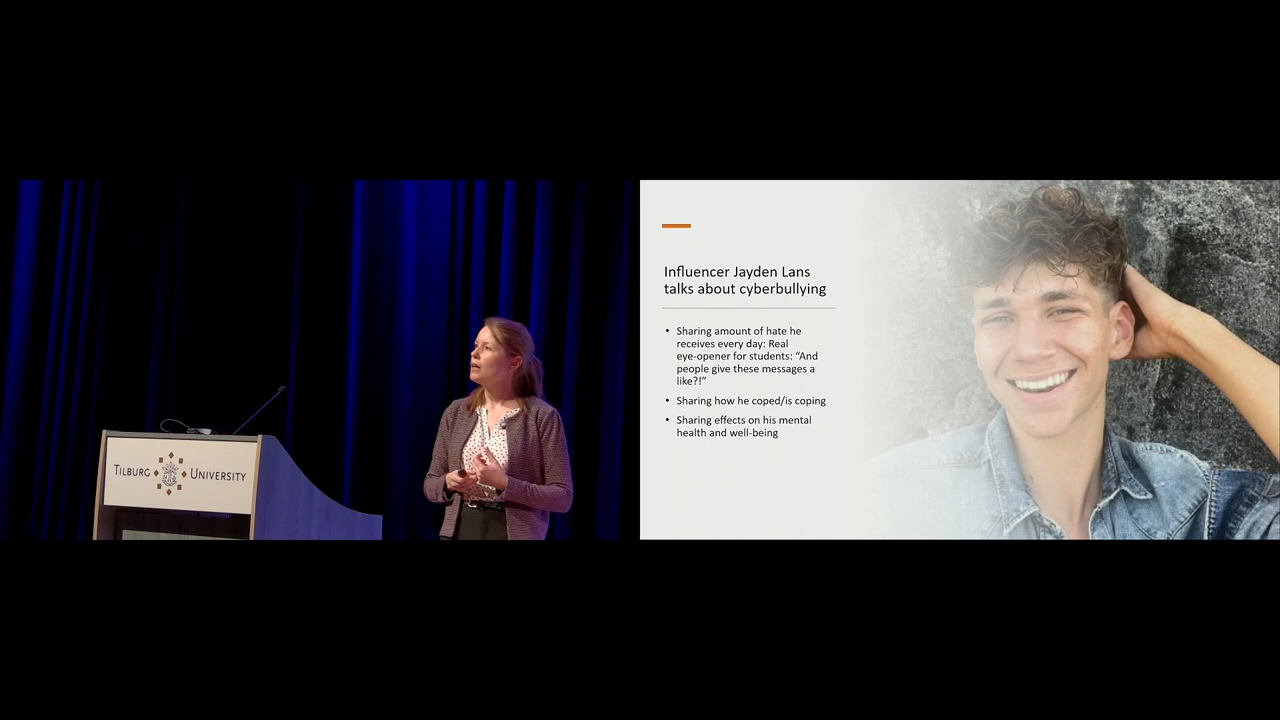 TILBURG UNIVERSITY
Influencer Jayden Lans
talks about cyberbullying
• Sharing amount of hate he
receives every day: Real
eye-opener for students: “And
people give these messages a
like?!”
• Sharing how he coped/is coping
• Sharing effects on his mental
health and well-being